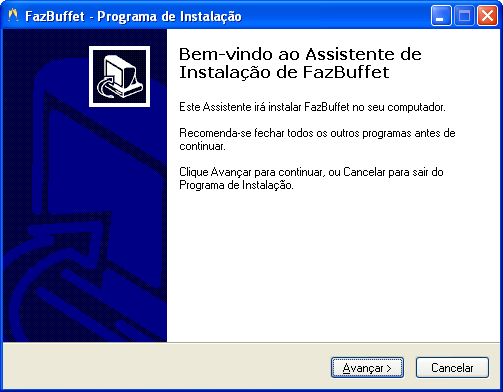 FazBuffet - Programa de Instalação
Bem-vindo ao Assistente de
Instalação de FazBuffet
Este Assistente irá instalar FazBuffet no seu computador.
Recomenda-se fechar todos os outros programas antes de
continuar.
Clique Avançar para continuar, ou Cancelar para sair do
Programa de Instalação.
Avançar >
Cancelar